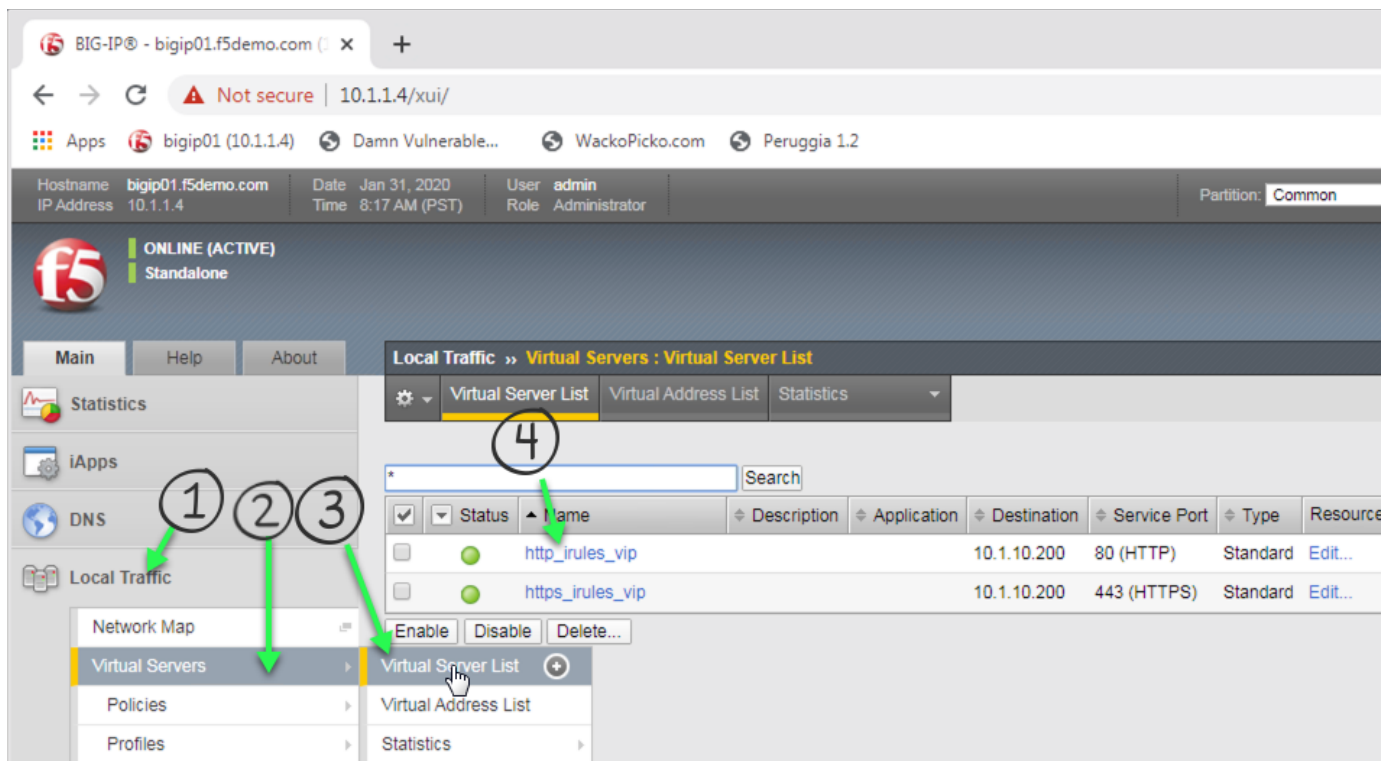 BIG-IP® - bigip01.f5demo.com (
Not secure | 10.1.1.4/xui/
Apps bigip01 (10.1.1.4) Damn Vulnerable... WackoPicko.com Peruggia 1.2
Hostname bigip01.f5demo.com Date Jan 31, 2020 User admin
IP Address 10.1.1.4 Time 8:17 AM (PST) Role Administrator
Partition: Common
f5
ONLINE (ACTIVE)
Standalone
Main Help About
Local Traffic » Virtual Servers : Virtual Server List
Statistics
Virtual Server List Virtual Address List Statistics
4
iApps
* Search
1 2 3
DNS
Status Name Description Application Destination Service Port Type Resource
http_irules_vip 10.1.10.200 80 (HTTP) Standard Edit...
Local Traffic
https_irules_vip 10.1.10.200 443 (HTTPS) Standard Edit...
Network Map
Enable Disable Delete...
Virtual Servers
Virtual Server List
Policies
Virtual Address List
Profiles
Statistics